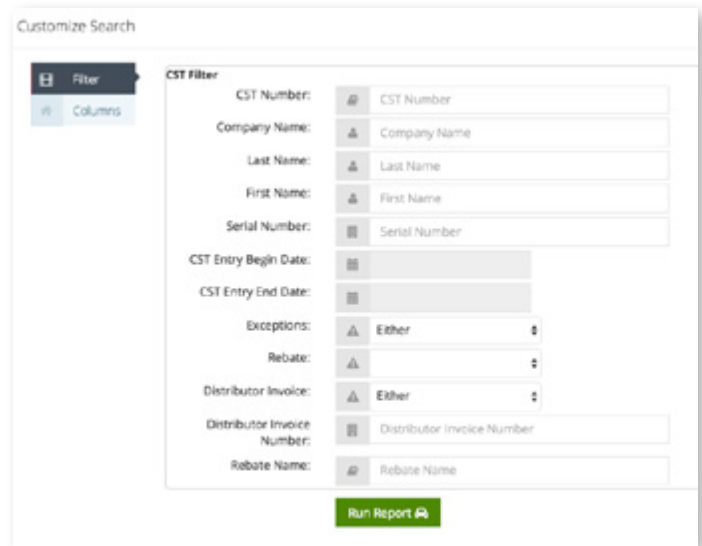 Customize Search
Filter
Columns
CST Filter
CST Number:
CST Number
Company Name:
Company Name
Last Name:
Last Name
First Name:
First Name
Serial Number:
Serial Number
CST Entry Begin Date:
CST Entry End Date:
Exceptions:
Either
Rebate:
Distributor Invoice:
Either
Distributor Invoice
Number:
Distributor Invoice Number
Rebate Name:
Rebate Name
Run Report